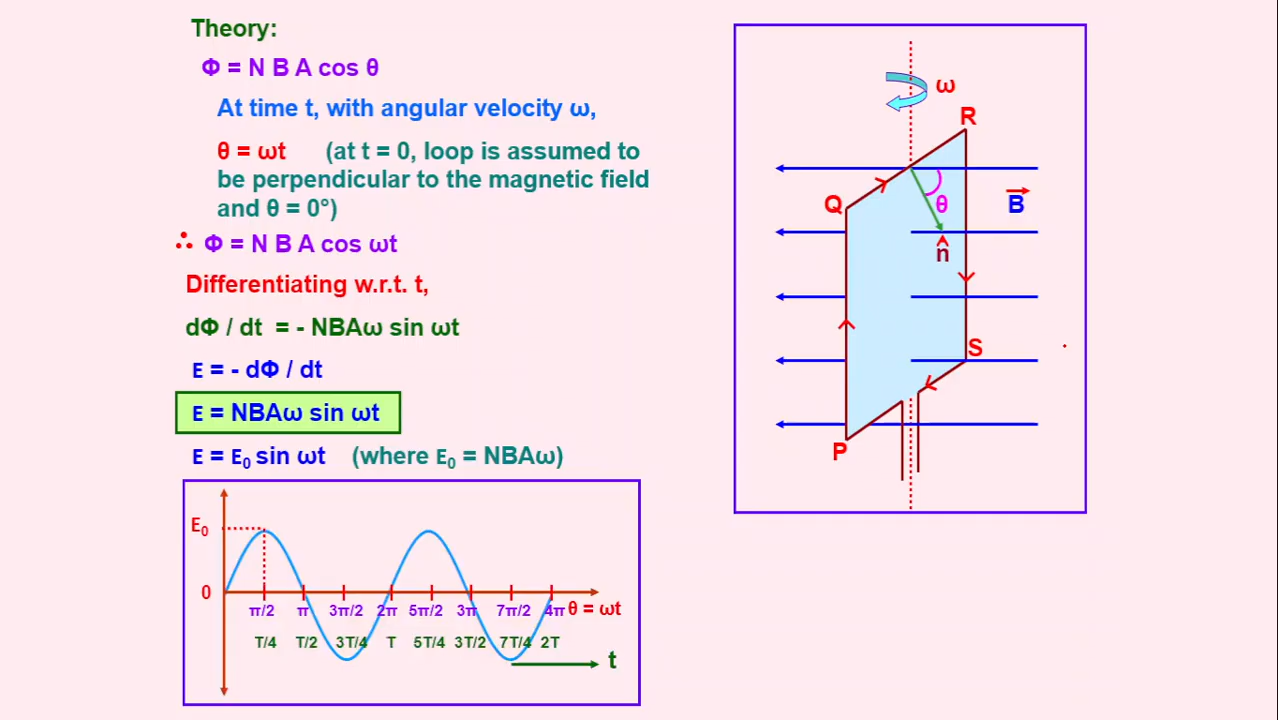 Theory:
Φ = N B A cos θ
At time t, with angular velocity ω,
θ = ωt (at t = 0, loop is assumed to
be perpendicular to the magnetic field
and θ = 0°)
∴ Φ = N B A cos ωt
Differentiating w.r.t. t,
dΦ / dt = - NBAω sin ωt
E = - dΦ / dt
E = NBAω sin ωt
E = E₀ sin ωt (where E₀ = NBAω)
E₀
0
π/2 π 3π/2 2π 5π/2 3π 7π/2 4π θ = ωt
T/4 T/2 3T/4 T 5T/4 3T/2 7T/4 2T
t
ω
R
Q
θ
B
n
S
P